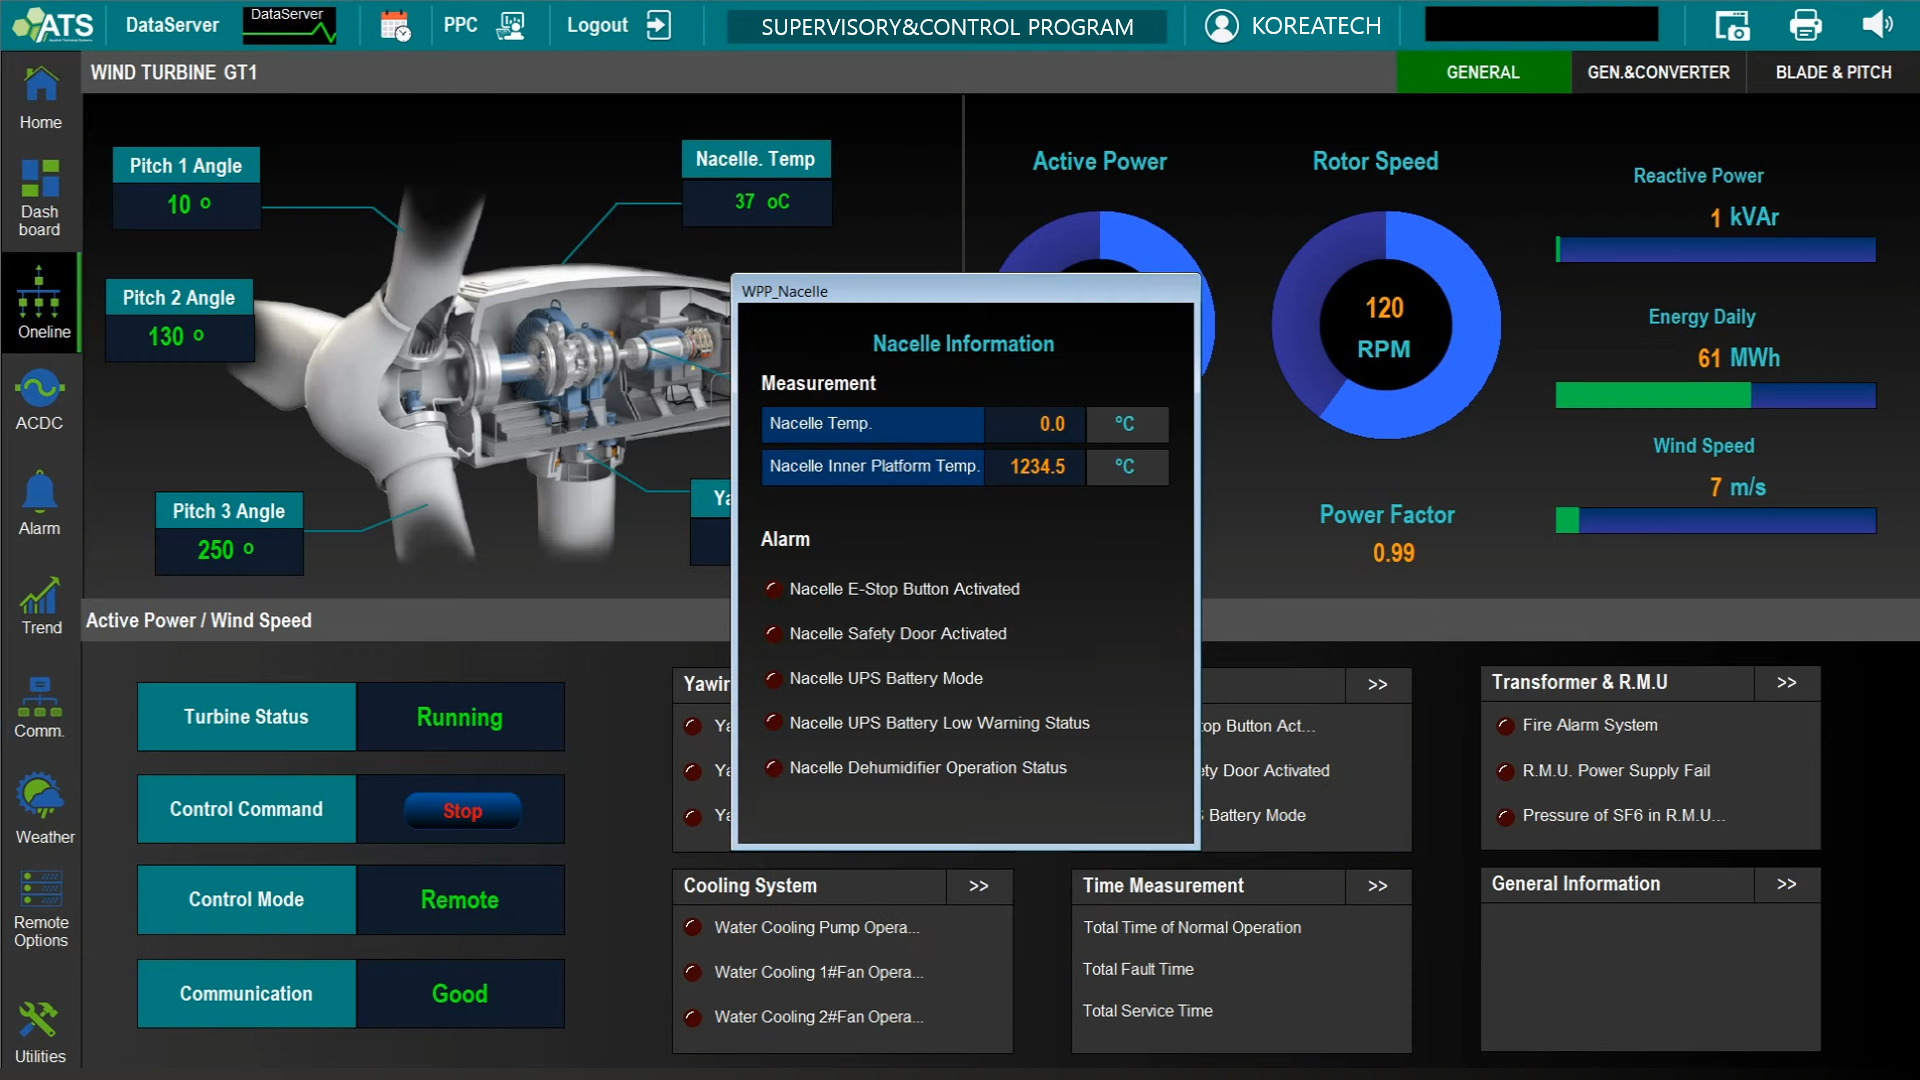 ATS
DataServer
DataServer
PPC
Logout
SUPERVISORY&CONTROL PROGRAM
KOREATECH
WIND TURBINE GT1
GENERAL
GEN.&CONVERTER
BLADE & PITCH
Home
Dash
board
Oneline
ACDC
Alarm
Trend
Comm.
Weather
Remote
Options
Utilities
Pitch 1 Angle
10 º
Pitch 2 Angle
130 º
Pitch 3 Angle
250 º
Nacelle. Temp
37 oC
Ya
Active Power
Rotor Speed
120
RPM
Power Factor
0.99
Reactive Power
1 kVAr
Energy Daily
61 MWh
Wind Speed
7 m/s
WPP_Nacelle
Nacelle Information
Measurement
Nacelle Temp. 0.0 °C
Nacelle Inner Platform Temp. 1234.5 °C
Alarm
Nacelle E-Stop Button Activated
Nacelle Safety Door Activated
Nacelle UPS Battery Mode
Nacelle UPS Battery Low Warning Status
Nacelle Dehumidifier Operation Status
Active Power / Wind Speed
Turbine Status Running
Control Command Stop
Control Mode Remote
Communication Good
Yawin
Ya
Ya
Ya
>>
op Button Act...
ety Door Activated
Battery Mode
Transformer & R.M.U >>
Fire Alarm System
R.M.U. Power Supply Fail
Pressure of SF6 in R.M.U...
Cooling System >>
Water Cooling Pump Opera...
Water Cooling 1#Fan Opera...
Water Cooling 2#Fan Opera...
Time Measurement >>
Total Time of Normal Operation
Total Fault Time
Total Service Time
General Information >>